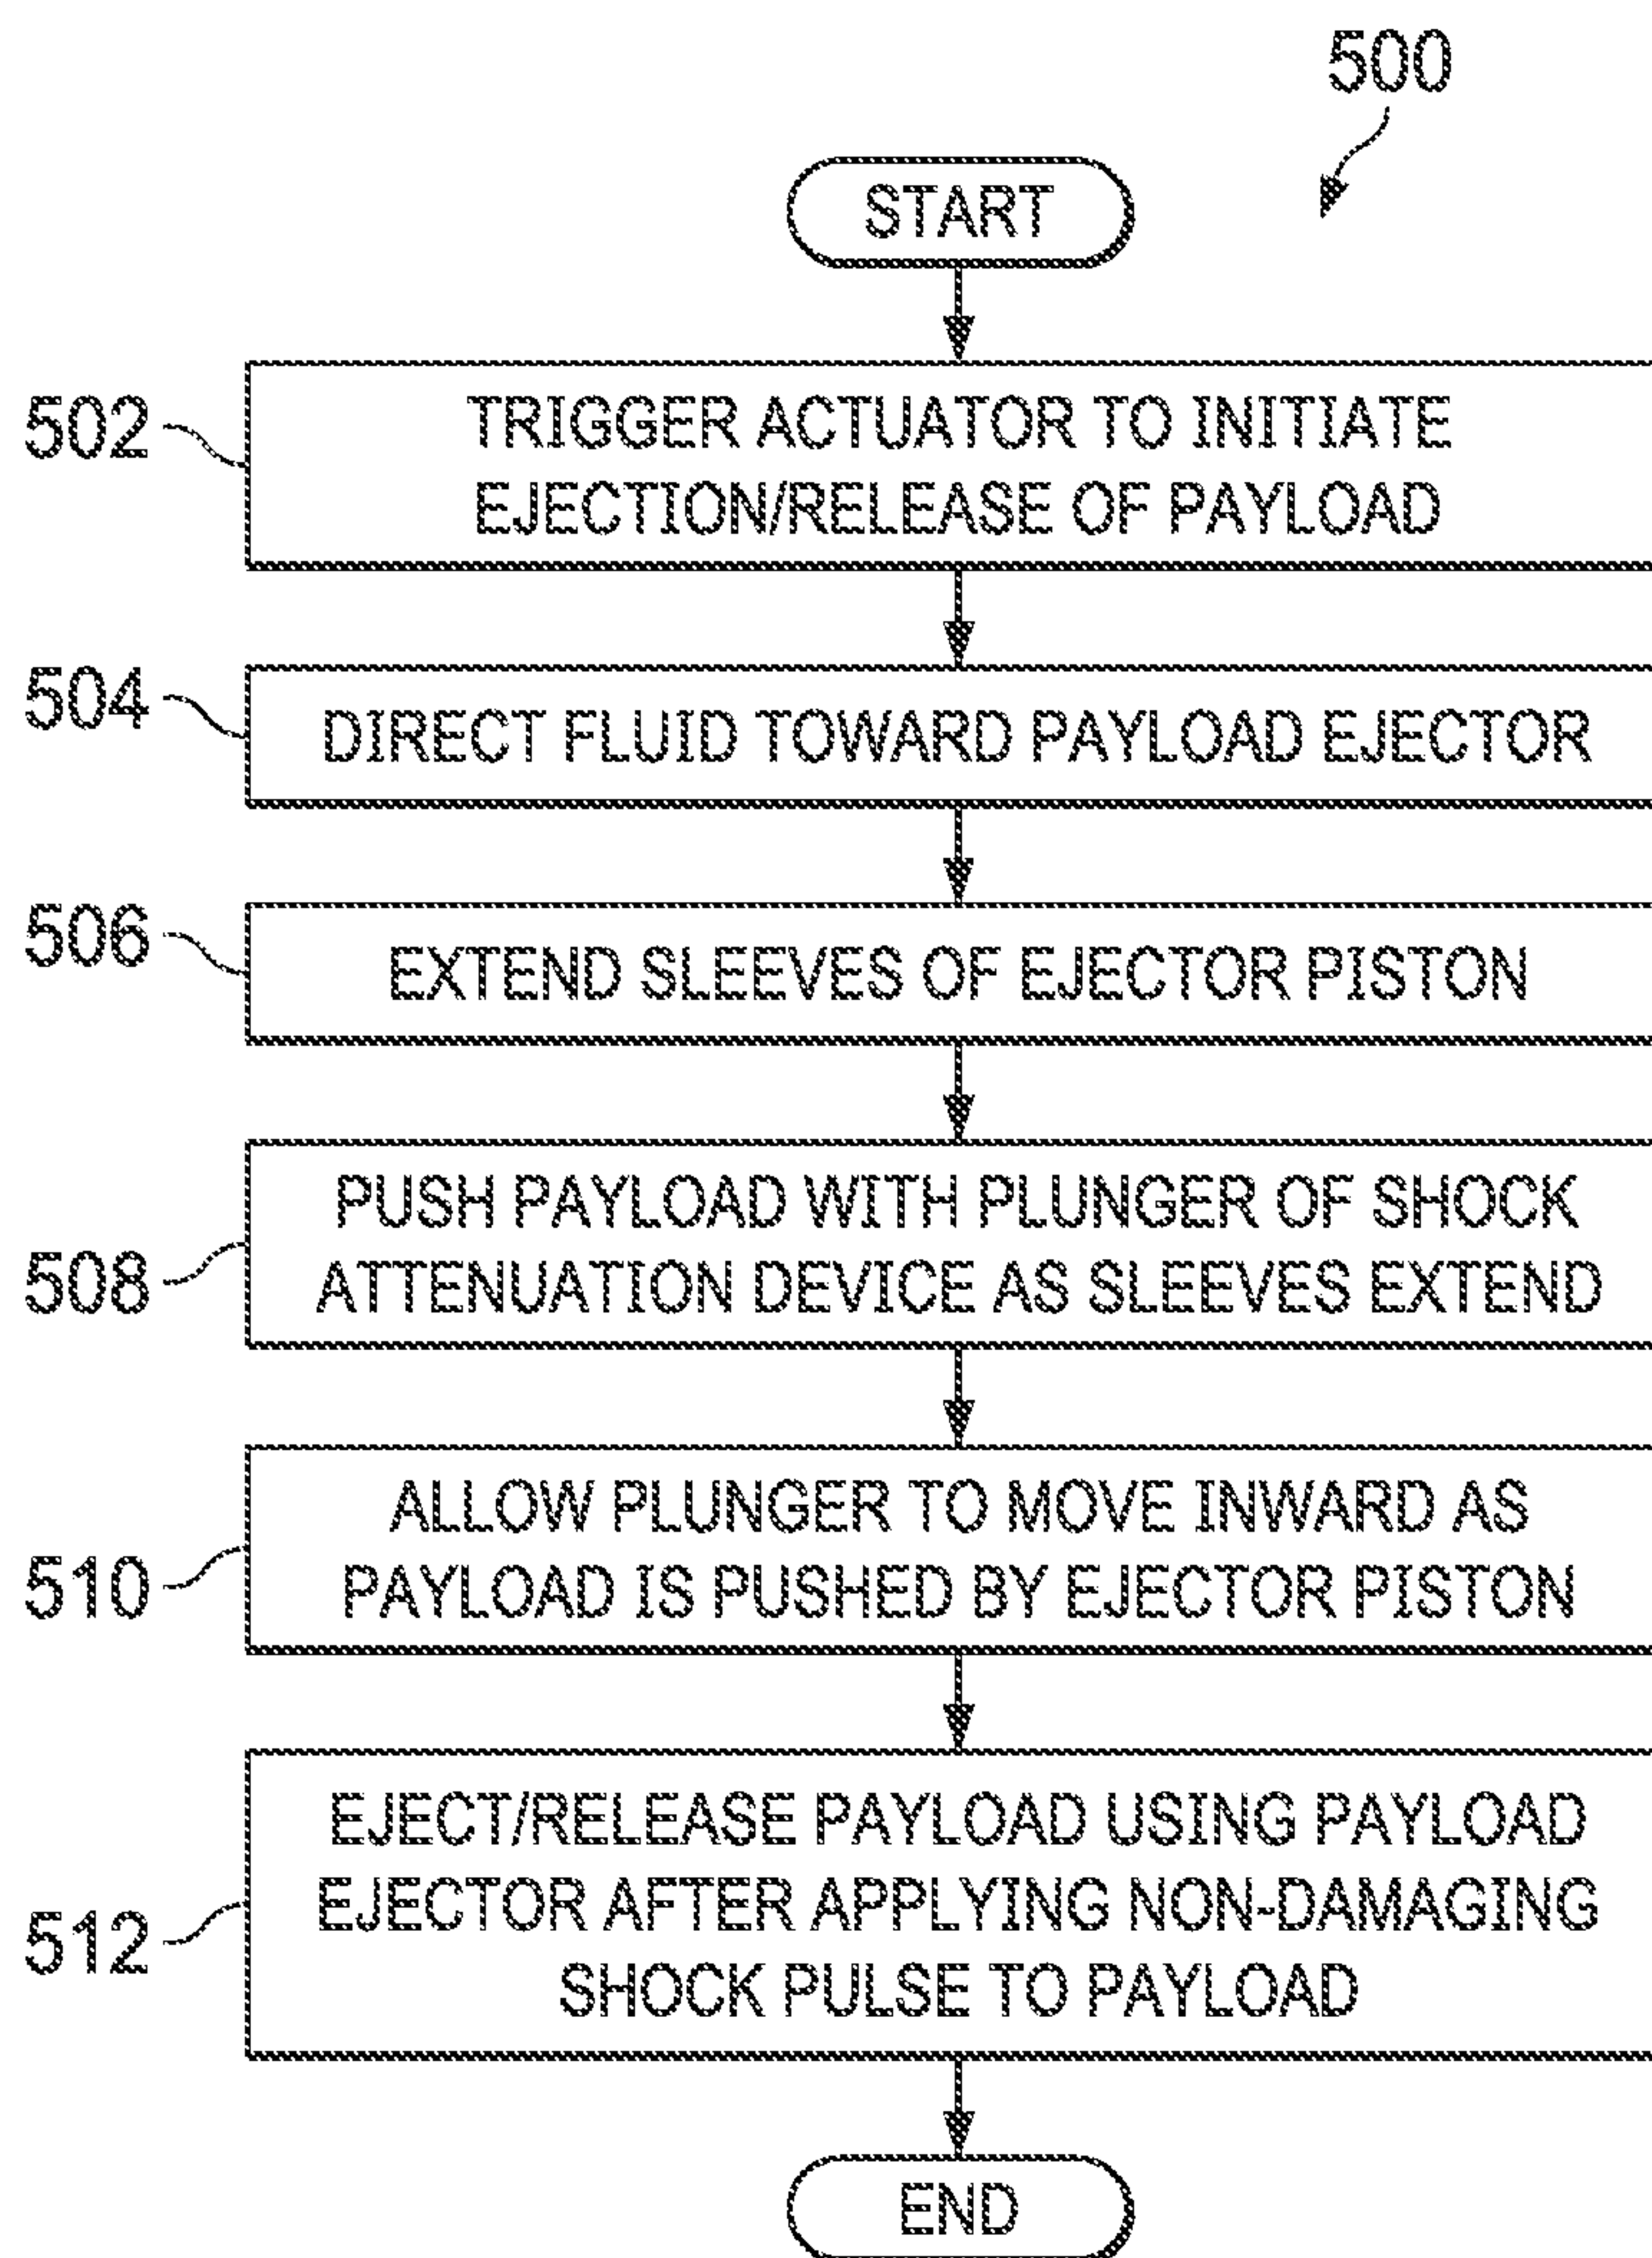 500
START
502
TRIGGER ACTUATOR TO INITIATE
EJECTION/RELEASE OF PAYLOAD
504
DIRECT FLUID TOWARD PAYLOAD EJECTOR
506
EXTEND SLEEVES OF EJECTOR PISTON
508
PUSH PAYLOAD WITH PLUNGER OF SHOCK
ATTENUATION DEVICE AS SLEEVES EXTEND
510
ALLOW PLUNGER TO MOVE INWARD AS
PAYLOAD IS PUSHED BY EJECTOR PISTON
512
EJECT/RELEASE PAYLOAD USING PAYLOAD
EJECTOR AFTER APPLYING NON-DAMAGING
SHOCK PULSE TO PAYLOAD
END